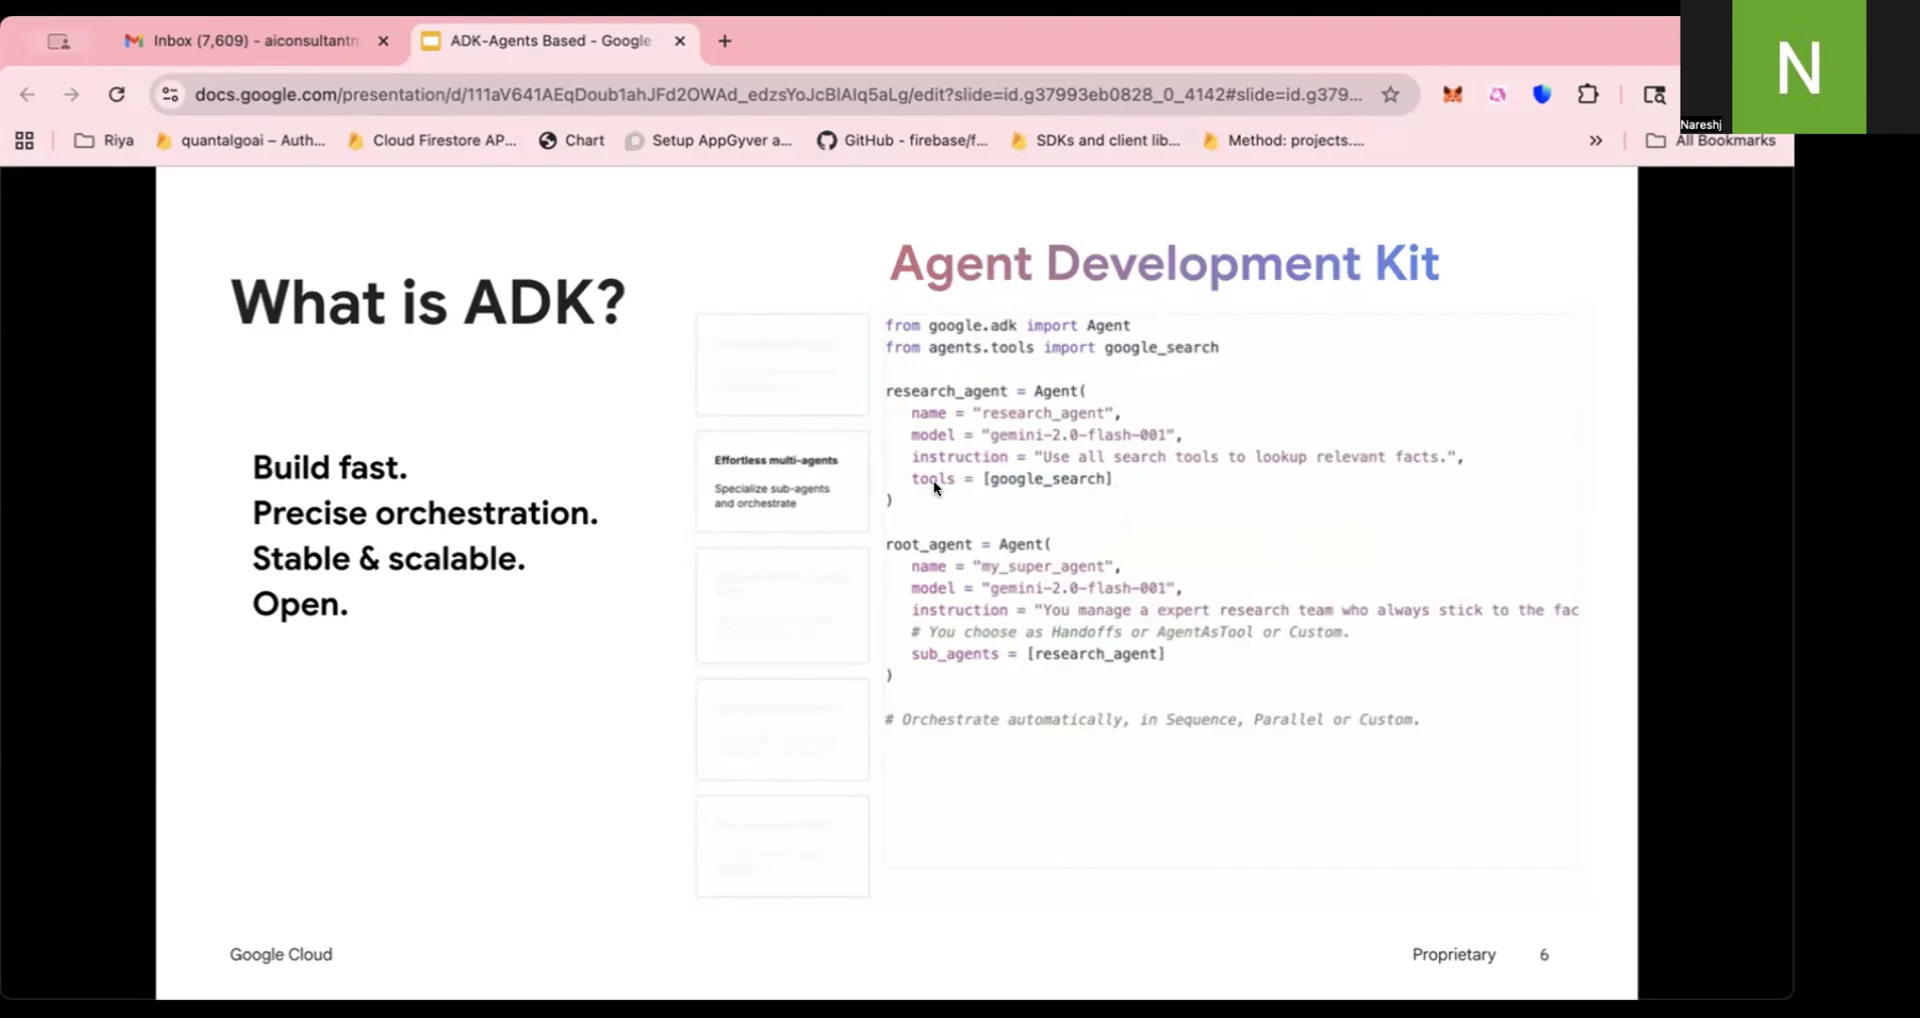 Inbox (7,609) - aiconsultantr
ADK-Agents Based - Google
docs.google.com/presentation/d/111aV641AEqDoub1ahJFd2OWAd_edzsYoJcBlAIq5aLg/edit?slide=id.g37993eb0828_0_4142#slide=id.g379...
Riya
quantalgoai – Auth...
Cloud Firestore AP...
Chart
Setup AppGyver a...
GitHub - firebase/f...
SDKs and client lib...
Method: projects....
»
All Bookmarks
N
Nareshj
What is ADK?
Build fast.
Precise orchestration.
Stable & scalable.
Open.
Agent Development Kit
Effortless multi-agents
Specialize sub-agents
and orchestrate
from google.adk import Agent
from agents.tools import google_search
research_agent = Agent(
name = "research_agent",
model = "gemini-2.0-flash-001",
instruction = "Use all search tools to lookup relevant facts.",
tools = [google_search]
)
root_agent = Agent(
name = "my_super_agent",
model = "gemini-2.0-flash-001",
instruction = "You manage a expert research team who always stick to the fac
# You choose as Handoffs or AgentAsTool or Custom.
sub_agents = [research_agent]
)
# Orchestrate automatically, in Sequence, Parallel or Custom.
Google Cloud
Proprietary
6